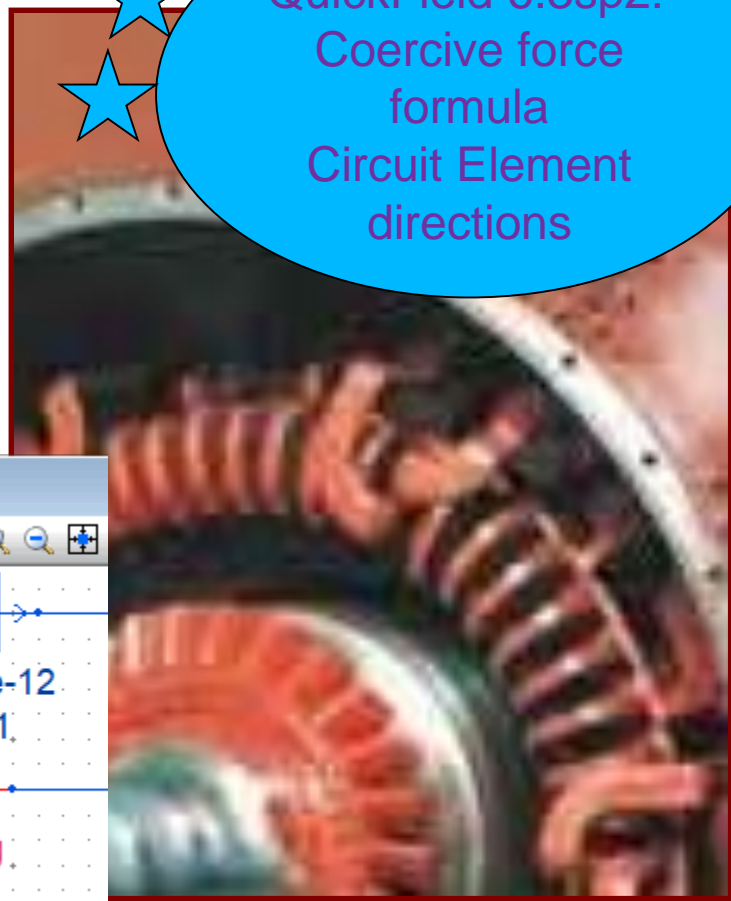 Coercive force
formula
Circuit Element
directions
e-12
1